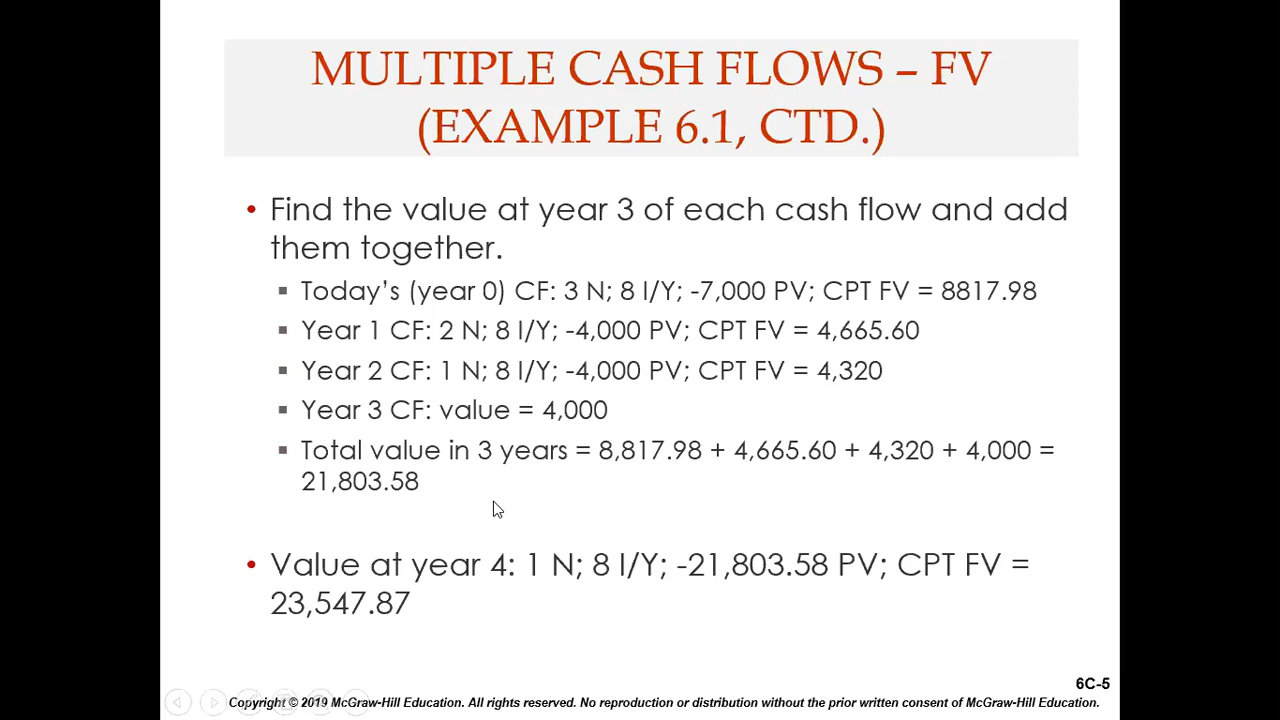 MULTIPLE CASH FLOWS – FV
(EXAMPLE 6.1, CTD.)
• Find the value at year 3 of each cash flow and add
them together.
▪ Today's (year 0) CF: 3 N; 8 I/Y; -7,000 PV; CPT FV = 8817.98
▪ Year 1 CF: 2 N; 8 I/Y; -4,000 PV; CPT FV = 4,665.60
▪ Year 2 CF: 1 N; 8 I/Y; -4,000 PV; CPT FV = 4,320
▪ Year 3 CF: value = 4,000
▪ Total value in 3 years = 8,817.98 + 4,665.60 + 4,320 + 4,000 =
21,803.58
• Value at year 4: 1 N; 8 I/Y; -21,803.58 PV; CPT FV =
23,547.87
6C-5
Copyright © 2019 McGraw-Hill Education. All rights reserved. No reproduction or distribution without the prior written consent of McGraw-Hill Education.